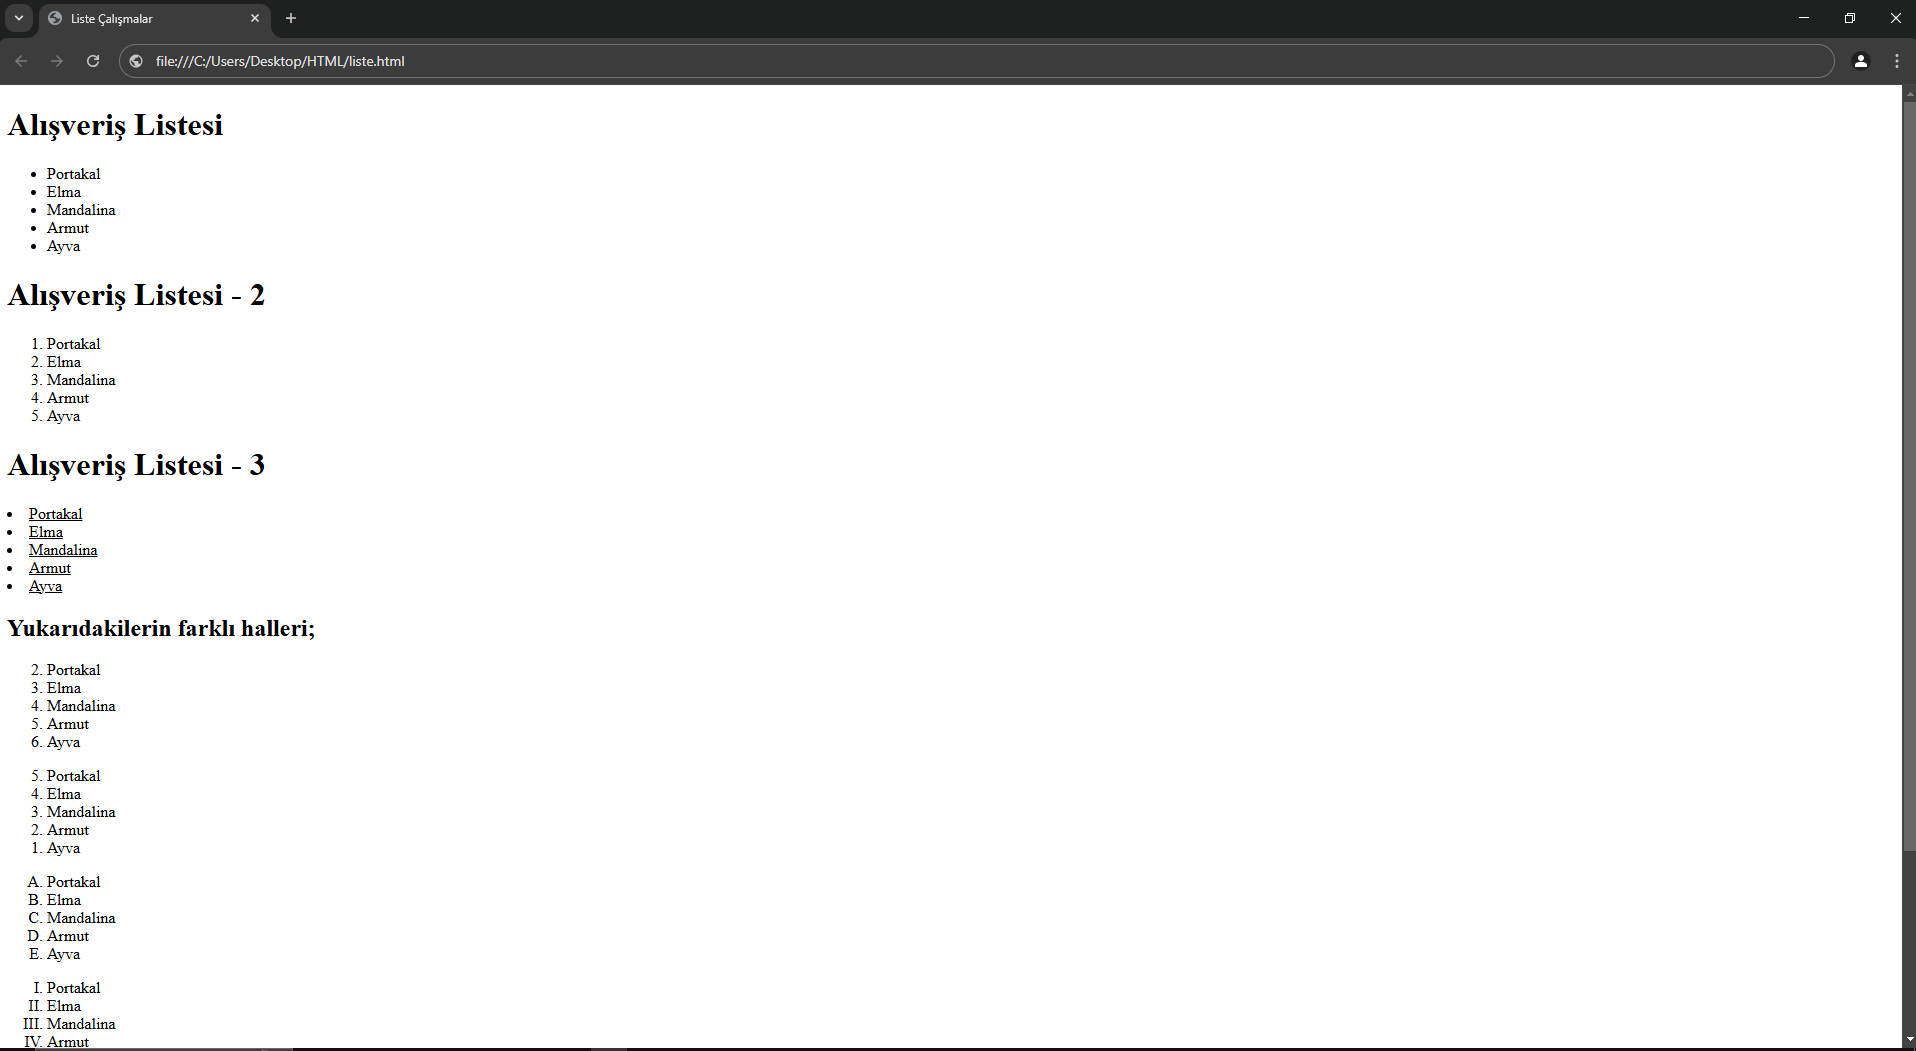 Liste Çalışmalar
file:///C:/Users/Desktop/HTML/liste.html
Alışveriş Listesi
• Portakal
• Elma
• Mandalina
• Armut
• Ayva
Alışveriş Listesi - 2
1. Portakal
2. Elma
3. Mandalina
4. Armut
5. Ayva
Alışveriş Listesi - 3
• Portakal
• Elma
• Mandalina
• Armut
• Ayva
Yukarıdakilerin farklı halleri;
2. Portakal
3. Elma
4. Mandalina
5. Armut
6. Ayva
5. Portakal
4. Elma
3. Mandalina
2. Armut
1. Ayva
A. Portakal
B. Elma
C. Mandalina
D. Armut
E. Ayva
I. Portakal
II. Elma
III. Mandalina
IV. Armut